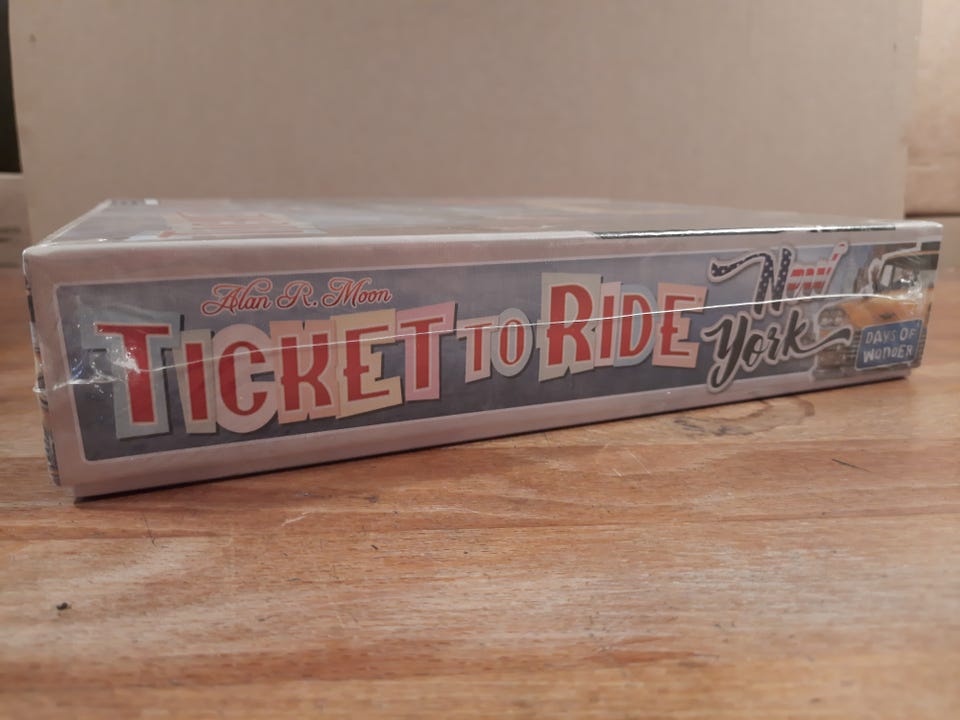 Alan R. Moon
TICKET TO RIDE
New
York
DAYS OF
WONDER